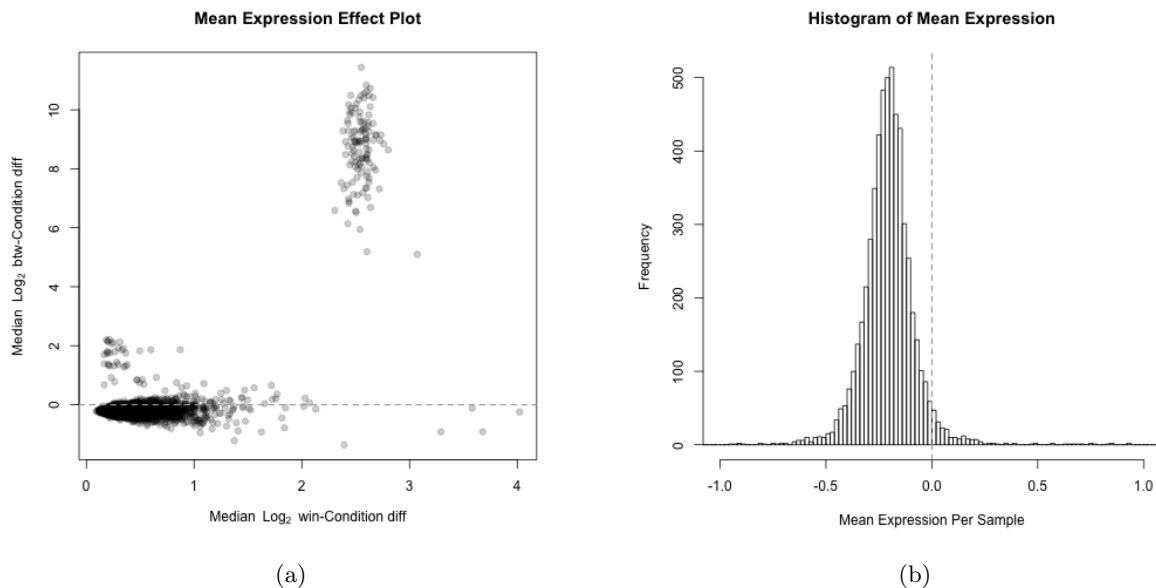 Mean Expression Effect Plot
Median Log₂ btw-Condition diff
10
8
6
4
2
0
0 1 2 3 4
Median Log₂ win-Condition diff
(a)
Histogram of Mean Expression
Frequency
500
400
300
200
100
0
-1.0 -0.5 0.0 0.5 1.0
Mean Expression Per Sample
(b)